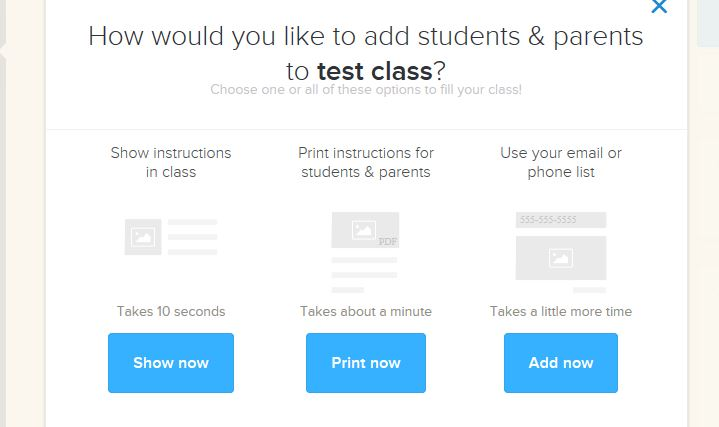 How would you like to add students & parents
to test class?
Choose one or all of these options to fill your class!
Show instructions
in class
Takes 10 seconds
Show now
Print instructions for
students & parents
PDF
Takes about a minute
Print now
Use your email or
phone list
555-555-5555
Takes a little more time
Add now